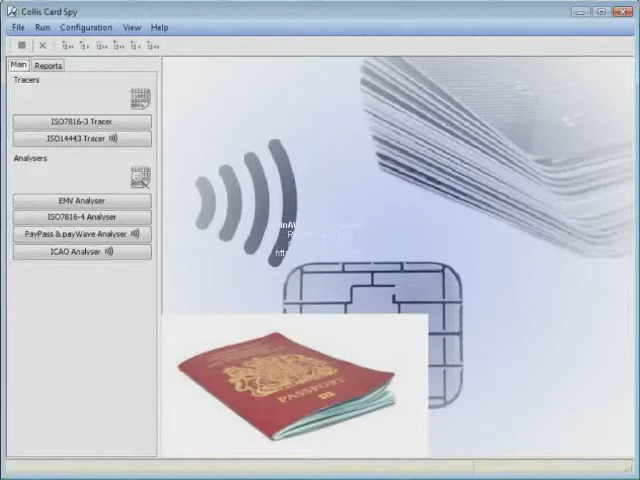 Collis Card Spy
File Run Configuration View Help
Main Reports
Tracers
ISO7816-3 Tracer
ISO14443 Tracer
Analysers
EMV Analyser
ISO7816-4 Analyser
PayPass & payWave Analyser
ICAO Analyser
PASSPORT